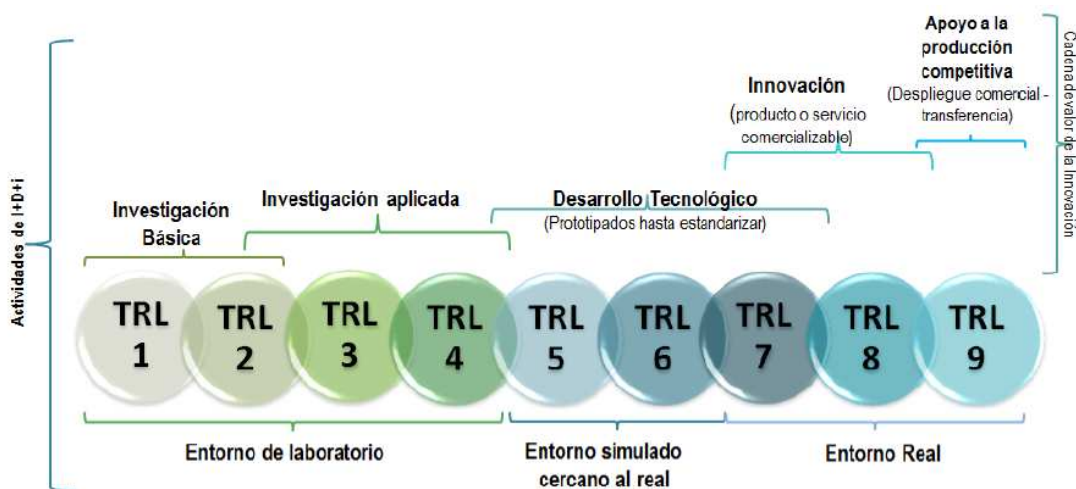 Apoyo a la
producción
competitiva
(Despliegue comercial -
transferencia)
Cadena de valor de la Innovación
Innovación
(producto o servicio
comercializable)
Desarrollo Tecnológico
(Prototipados hasta estandarizar)
Investigación aplicada
Investigación
Básica
Actividades de I+D+i
TRL
1
TRL
2
TRL
3
TRL
4
TRL
5
TRL
6
TRL
7
TRL
8
TRL
9
Entorno de laboratorio
Entorno simulado
cercano al real
Entorno Real